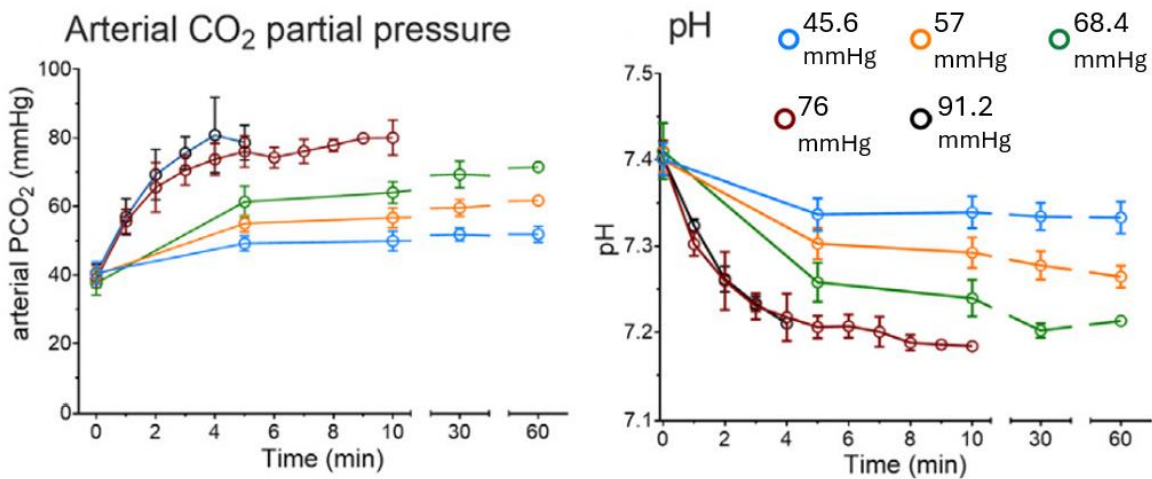 Arterial CO₂ partial pressure
arterial PCO₂ (mmHg)
100
80
60
40
20
0
0 2 4 6 8 10 30 60
Time (min)
pH
45.6 mmHg
57 mmHg
68.4 mmHg
76 mmHg
91.2 mmHg
pH
7.5
7.4
7.3
7.2
7.1
0 2 4 6 8 10 30 60
Time (min)